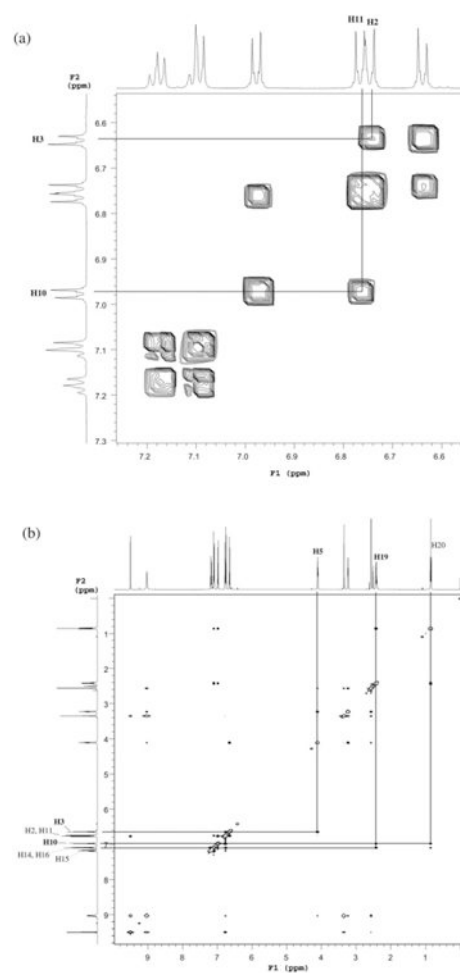 (a)
H11 H2
F2
(ppm)
6.6
H3
6.7
6.8
6.9
H10
7.0
7.1
7.2
7.3
7.2 7.1 7.0 6.9 6.8 6.7 6.6
F1 (ppm)
(b)
H5 H19 H20
F2
(ppm)
1
2
3
4
5
6
H3
H2, H11
H10
7
H14, H16
H15
8
9
9 8 7 6 5 4 3 2 1
F1 (ppm)